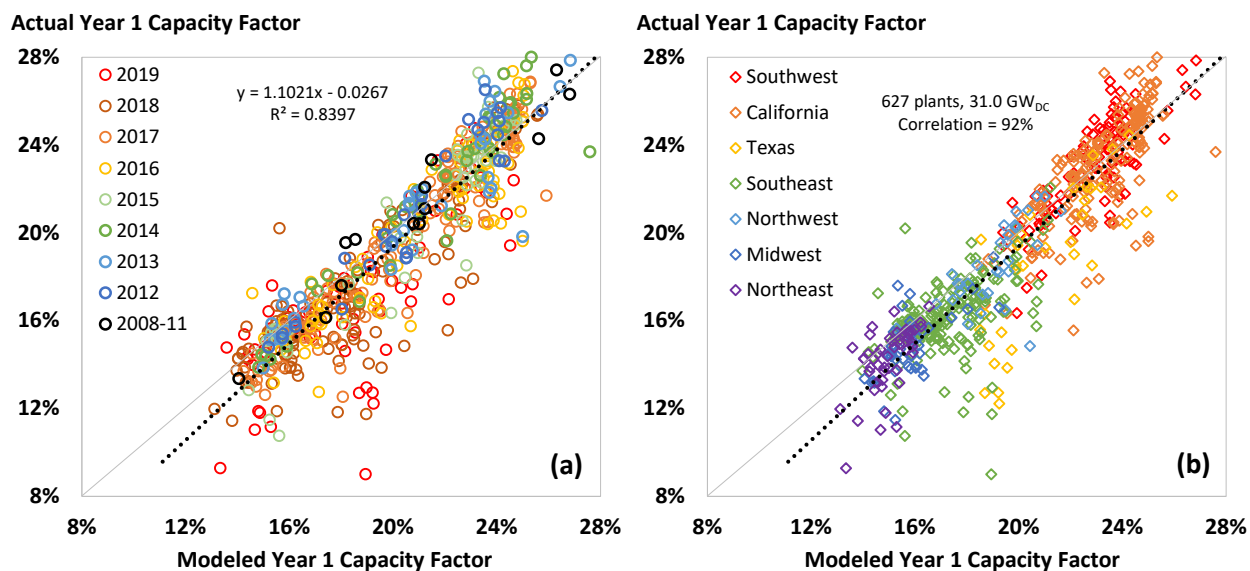 Actual Year 1 Capacity Factor
28%
24%
20%
16%
12%
8%
2019
2018
2017
2016
2015
2014
2013
2012
2008-11
y = 1.1021x - 0.0267
R² = 0.8397
(a)
8% 12% 16% 20% 24% 28%
Modeled Year 1 Capacity Factor
Actual Year 1 Capacity Factor
28%
24%
20%
16%
12%
8%
Southwest
California
Texas
Southeast
Northwest
Midwest
Northeast
627 plants, 31.0 GWDC
Correlation = 92%
(b)
8% 12% 16% 20% 24% 28%
Modeled Year 1 Capacity Factor